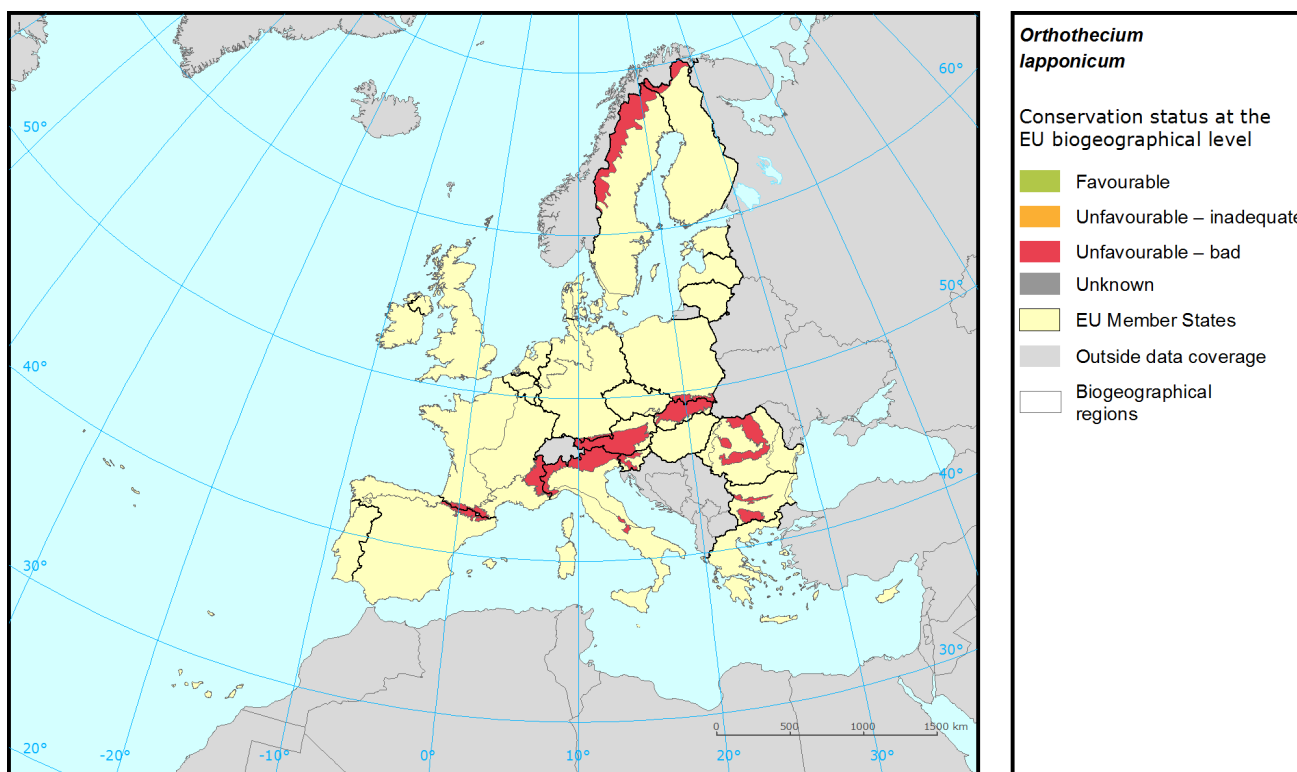 Orthothecium
lapponicum
Conservation status at the
EU biogeographical level
Favourable
Unfavourable – inadequate
Unfavourable – bad
Unknown
EU Member States
Outside data coverage
Biogeographical
regions
60°
50°
50°
40°
40°
30°
30°
20°
-20°
-10°
0°
10°
20°
30°
0 500 1000 1500 km